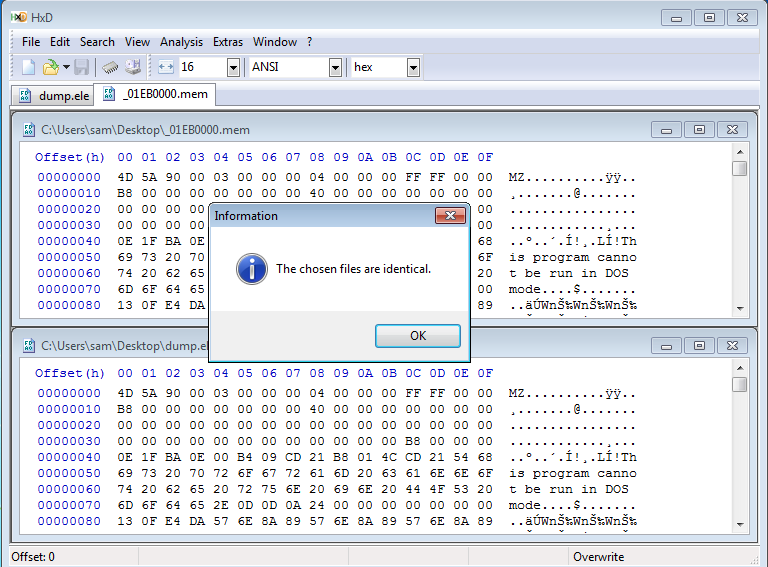 HxD
File Edit Search View Analysis Extras Window ?
16 ANSI hex
dump.ele _01EB0000.mem
C:\Users\sam\Desktop\_01EB0000.mem
Offset(h) 00 01 02 03 04 05 06 07 08 09 0A 0B 0C 0D 0E 0F
00000000 4D 5A 90 00 03 00 00 00 04 00 00 00 FF FF 00 00 MZ..........ÿÿ..
00000010 B8 00 00 00 00 00 00 00 40 00 00 00 00 00 00 00 ¸.......@.......
00000020 00 00 00 00 ................
00000030 00 00 00 00 ............¸...
00000040 0E 1F BA 0E 68 ..º..´.Í!¸.LÍ!Th
00000050 69 73 20 70 6F is program canno
00000060 74 20 62 65 20 t be run in DOS
00000070 6D 6F 64 65 00 mode....$.......
00000080 13 0F E4 DA 89 ..äÚWnŠ‰WnŠ‰WnŠ‰
Information
The chosen files are identical.
OK
C:\Users\sam\Desktop\dump.el
Offset(h) 00 01 02 03 04 05 06 07 08 09 0A 0B 0C 0D 0E 0F
00000000 4D 5A 90 00 03 00 00 00 04 00 00 00 FF FF 00 00 MZ..........ÿÿ..
00000010 B8 00 00 00 00 00 00 00 40 00 00 00 00 00 00 00 ¸.......@.......
00000020 00 00 00 00 00 00 00 00 00 00 00 00 00 00 00 00 ................
00000030 00 00 00 00 00 00 00 00 00 00 00 00 B8 00 00 00 ............¸...
00000040 0E 1F BA 0E 00 B4 09 CD 21 B8 01 4C CD 21 54 68 ..º..´.Í!¸.LÍ!Th
00000050 69 73 20 70 72 6F 67 72 61 6D 20 63 61 6E 6E 6F is program canno
00000060 74 20 62 65 20 72 75 6E 20 69 6E 20 44 4F 53 20 t be run in DOS
00000070 6D 6F 64 65 2E 0D 0D 0A 24 00 00 00 00 00 00 00 mode....$.......
00000080 13 0F E4 DA 57 6E 8A 89 57 6E 8A 89 57 6E 8A 89 ..äÚWnŠ‰WnŠ‰WnŠ‰
Offset: 0 Overwrite